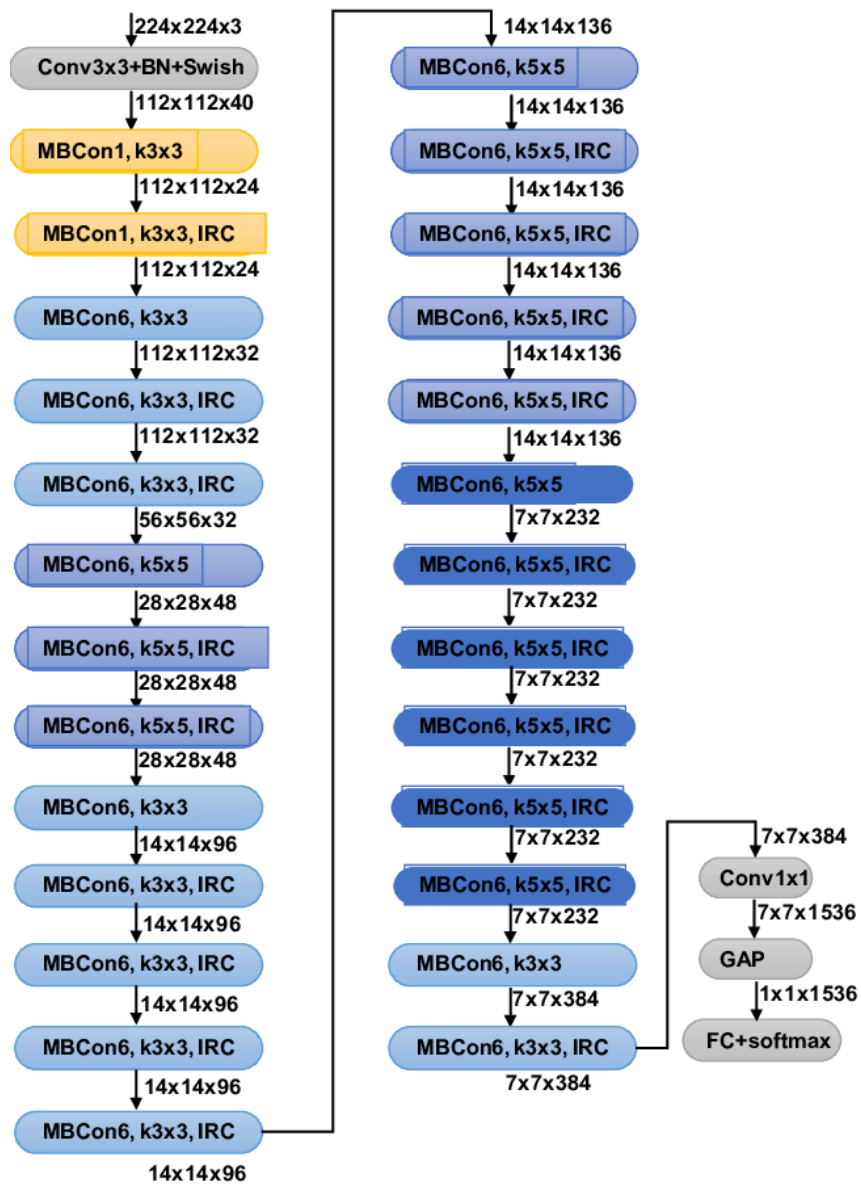 224x224x3
Conv3x3+BN+Swish
112x112x40
MBCon1, k3x3
112x112x24
MBCon1, k3x3, IRC
112x112x24
MBCon6, k3x3
112x112x32
MBCon6, k3x3, IRC
112x112x32
MBCon6, k3x3, IRC
56x56x32
MBCon6, k5x5
28x28x48
MBCon6, k5x5, IRC
28x28x48
MBCon6, k5x5, IRC
28x28x48
MBCon6, k3x3
14x14x96
MBCon6, k3x3, IRC
14x14x96
MBCon6, k3x3, IRC
14x14x96
MBCon6, k3x3, IRC
14x14x96
MBCon6, k3x3, IRC
14x14x96
14x14x136
MBCon6, k5x5
14x14x136
MBCon6, k5x5, IRC
14x14x136
MBCon6, k5x5, IRC
14x14x136
MBCon6, k5x5, IRC
14x14x136
MBCon6, k5x5, IRC
14x14x136
MBCon6, k5x5
7x7x232
MBCon6, k5x5, IRC
7x7x232
MBCon6, k5x5, IRC
7x7x232
MBCon6, k5x5, IRC
7x7x232
MBCon6, k5x5, IRC
7x7x232
MBCon6, k5x5, IRC
7x7x232
MBCon6, k3x3
7x7x384
MBCon6, k3x3, IRC
7x7x384
7x7x384
Conv1x1
7x7x1536
GAP
1x1x1536
FC+softmax